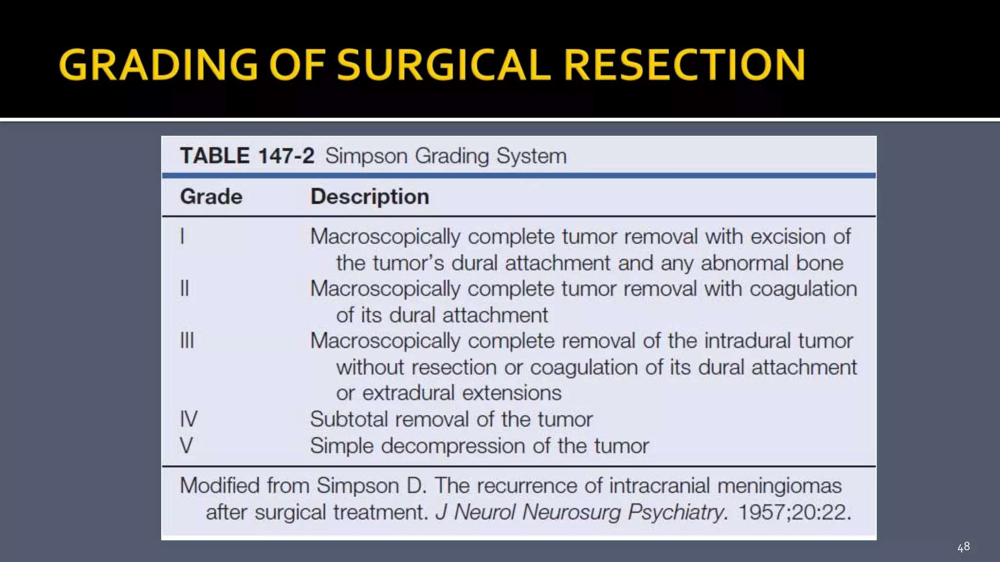 GRADING OF SURGICAL RESECTION
TABLE 147-2 Simpson Grading System
Grade Description
I Macroscopically complete tumor removal with excision of
the tumor’s dural attachment and any abnormal bone
II Macroscopically complete tumor removal with coagulation
of its dural attachment
III Macroscopically complete removal of the intradural tumor
without resection or coagulation of its dural attachment
or extradural extensions
IV Subtotal removal of the tumor
V Simple decompression of the tumor
Modified from Simpson D. The recurrence of intracranial meningiomas
after surgical treatment. J Neurol Neurosurg Psychiatry. 1957;20:22.
48